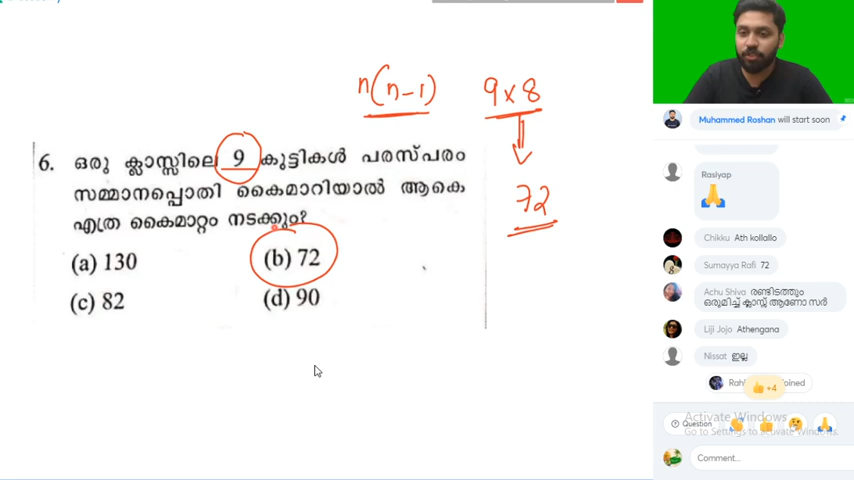 n(n-1) 9×8
72
6. ഒരു ക്ലാസ്സിലെ 9 കുട്ടികൾ പരസ്പരം
സമ്മാനപ്പൊതി കൈമാറിയാൽ ആകെ
എത്ര കൈമാറ്റം നടക്കും?
(a) 130 (b) 72
(c) 82 (d) 90
Muhammed Roshan will start soon
Rasiyap
Chikku Ath kollallo
Sumayya Rafi 72
Achu Shiva രണ്ടിടത്തും
ഒരുമിച്ച് ക്ലാസ്സ് ആണോ സർ
Liji Jojo Athengana
Nissat ഇല്ല
+4
Activate Windows
Go to Settings to activate Windows.
Question
Comment...